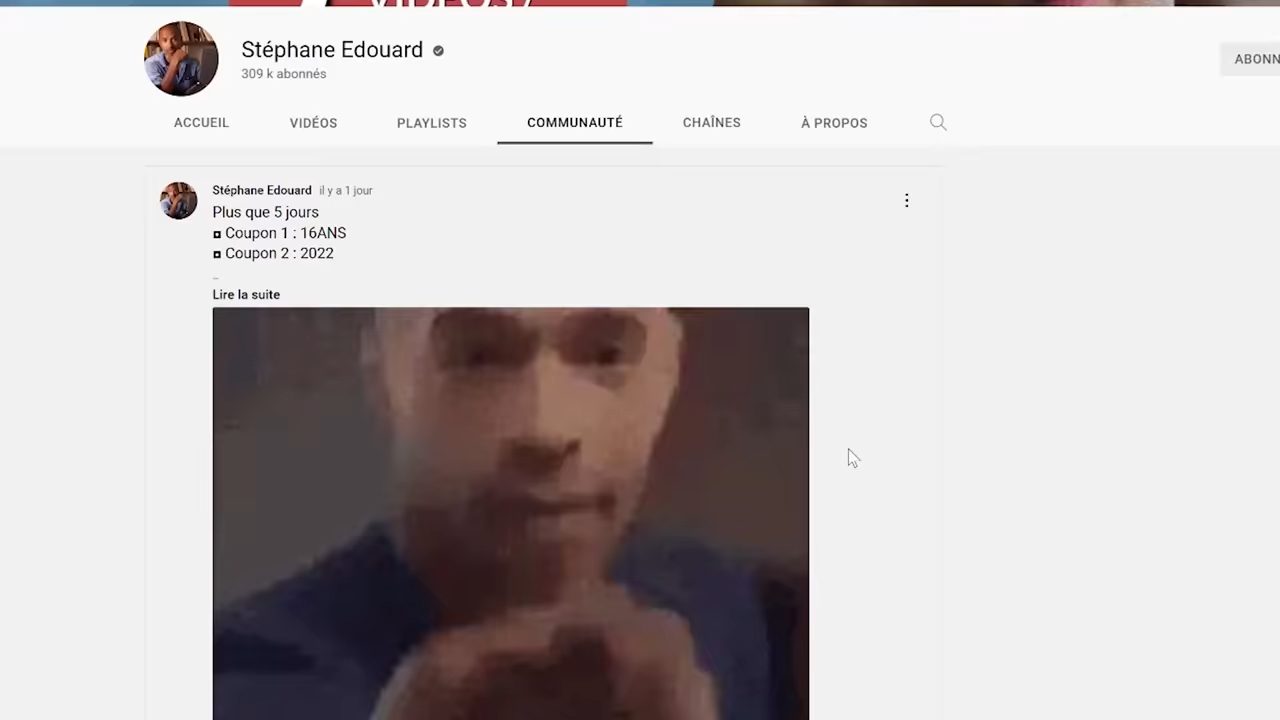 Stéphane Edouard
309 k abonnés
ABONN
ACCUEIL VIDÉOS PLAYLISTS COMMUNAUTÉ CHAÎNES À PROPOS
Stéphane Edouard il y a 1 jour
Plus que 5 jours
◘ Coupon 1 : 16ANS
◘ Coupon 2 : 2022
Lire la suite